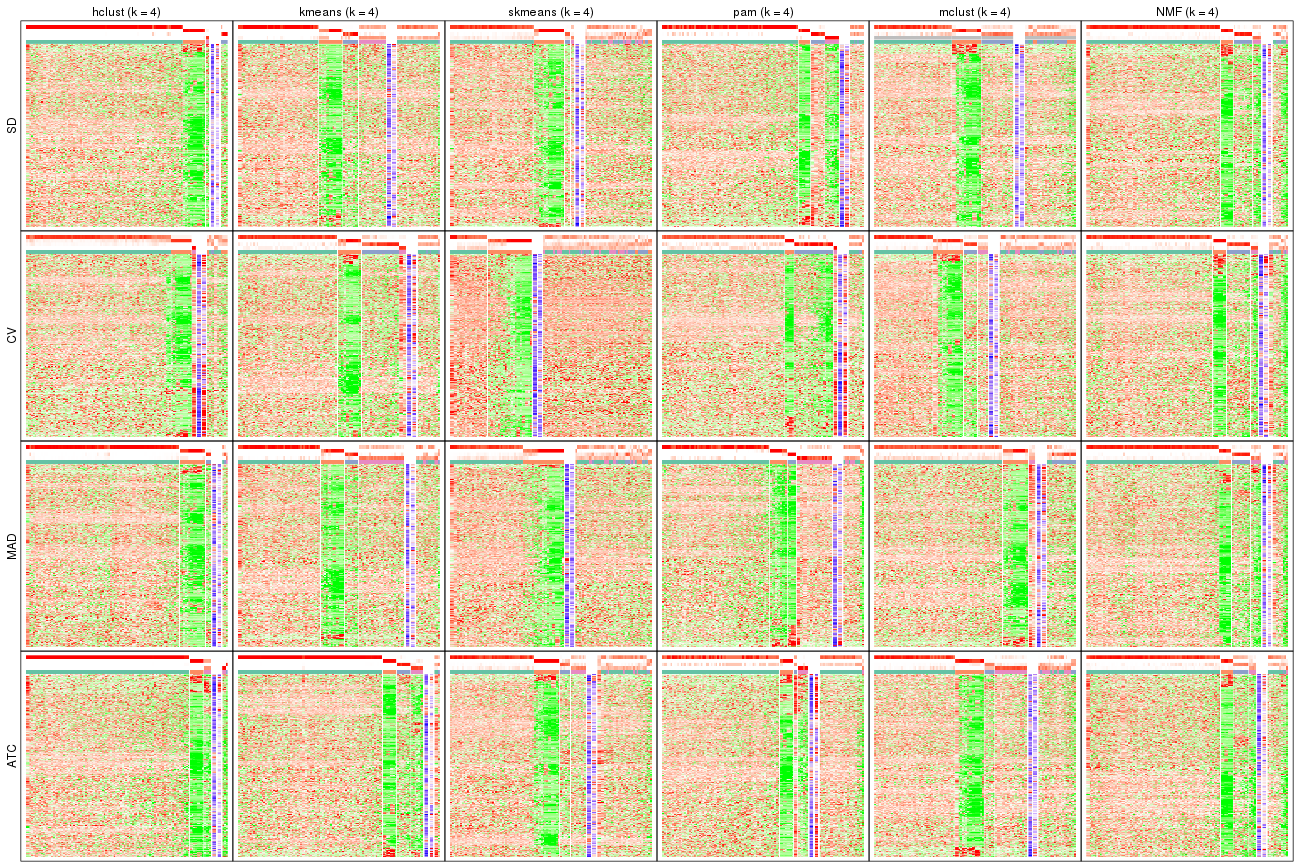 hclust (k = 4) kmeans (k = 4) skmeans (k = 4) pam (k = 4) mclust (k = 4) NMF (k = 4)
SD
CV
MAD
ATC